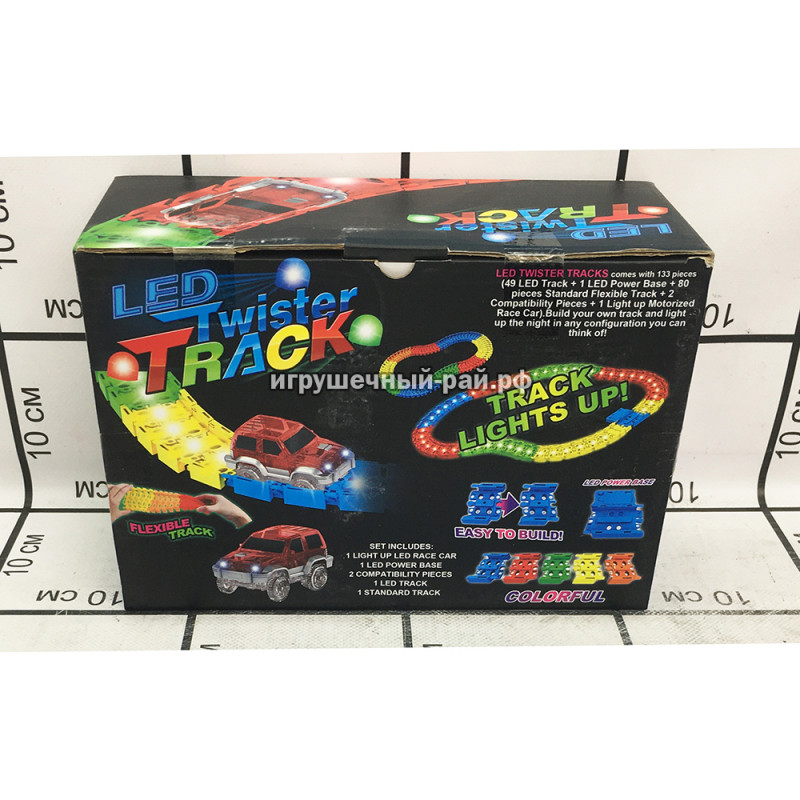 LED
Twister
TRACK
LED
Twister
TRACK
LED TWISTER TRACKS comes with 133 pieces
(49 LED Track + 1 LED Power Base + 80
pieces Standard Flexible Track + 2
Compatibility Pieces + 1 Light up Motorized
Race Car).Build your own track and light
up the night in any configuration you can
think of!
игрушечный-рай.рф
TRACK
LIGHTS UP!
FLEXIBLE
TRACK
LED POWER BASE
EASY TO BUILD!
SET INCLUDES:
1 LIGHT UP LED RACE CAR
1 LED POWER BASE
2 COMPATIBILITY PIECES
1 LED TRACK
1 STANDARD TRACK
COLORFUL
10 CM
10 CM
10 CM
10 CM
10 CM
10 CM
10 CM
10 CM